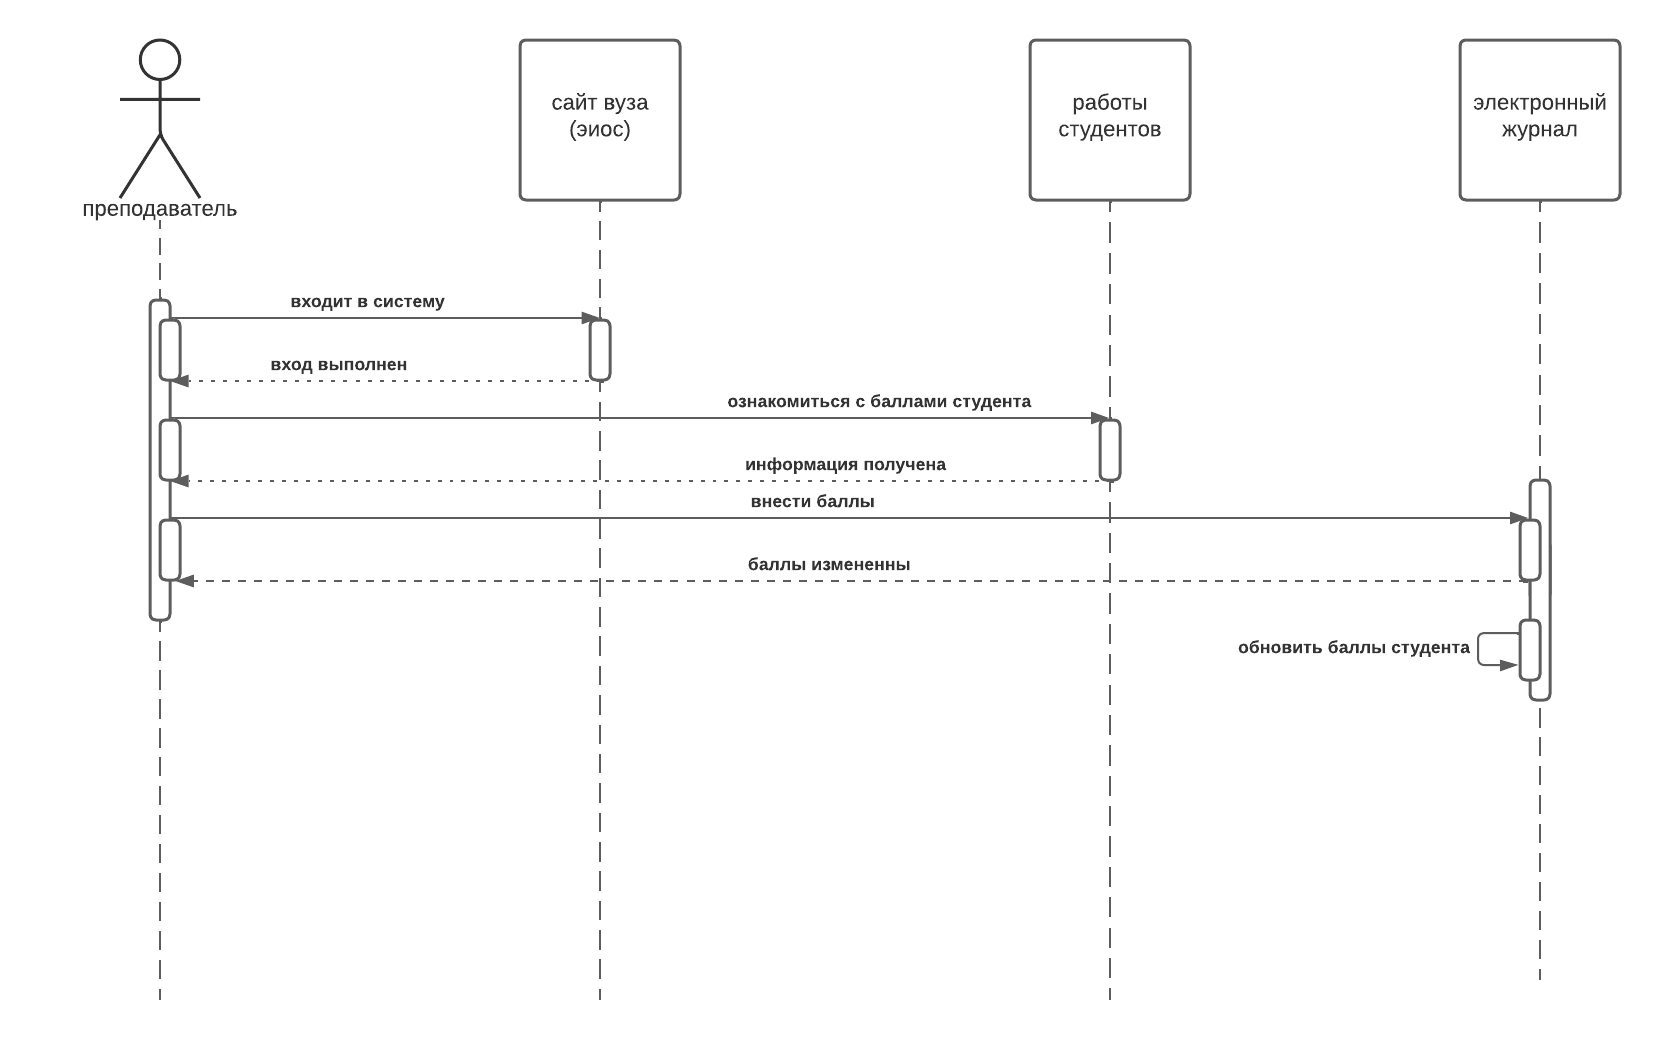 преподаватель
сайт вуза
(эиос)
работы
студентов
электронный
журнал
входит в систему
вход выполнен
ознакомиться с баллами студента
информация получена
внести баллы
баллы измененны
обновить баллы студента